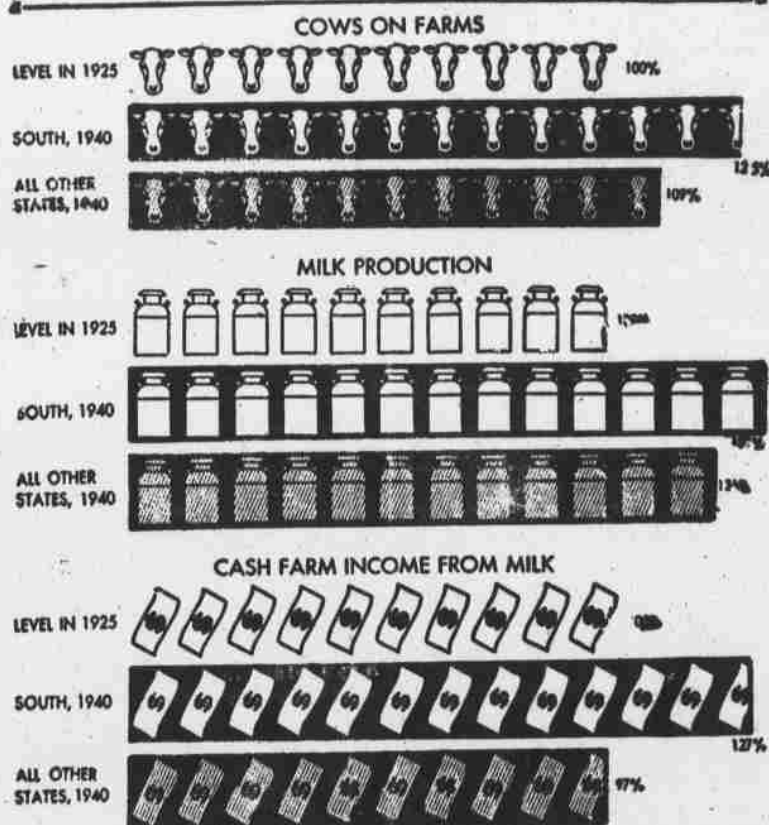 COWS ON FARMS
LEVEL IN 1925
100%
SOUTH, 1940
125%
ALL OTHER
STATES, 1940
109%
MILK PRODUCTION
LEVEL IN 1925
SOUTH, 1940
ALL OTHER
STATES, 1940
CASH FARM INCOME FROM MILK
LEVEL IN 1925
SOUTH, 1940
127%
ALL OTHER
STATES, 1940
97%